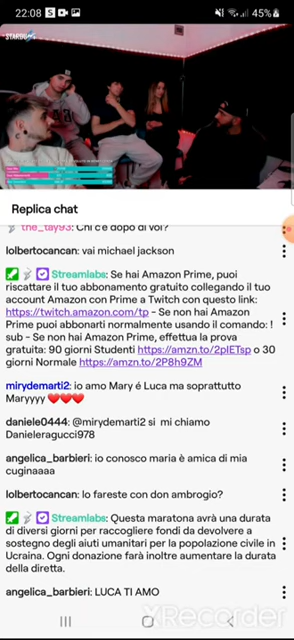 22:08
45%
STARDUST
Replica chat
the_tay93: Chi c'è dopo di voi?
lolbertocancan: vai michael jackson
Streamlabs: Se hai Amazon Prime, puoi
riscattare il tuo abbonamento gratuito collegando il tuo
account Amazon con Prime a Twitch con questo link:
https://twitch.amazon.com/tp - Se non hai Amazon
Prime puoi abbonarti normalmente usando il comando: !
sub - Se non hai Amazon Prime, effettua la prova
gratuita: 90 giorni Studenti https://amzn.to/2plETsp o 30
giorni Normale https://amzn.to/2P8h9ZM
mirydemarti2: io amo Mary é Luca ma soprattutto
Maryyyy ❤️❤️❤️
daniele0444: @mirydemarti2 si mi chiamo
Danieleragucci978
angelica_barbieri: io conosco maria è amica di mia
cuginaaaa
lolbertocancan: lo fareste con don ambrogio?
Streamlabs: Questa maratona avrà una durata
di diversi giorni per raccogliere fondi da devolvere a
sostegno degli aiuti umanitari per la popolazione civile in
Ucraina. Ogni donazione farà inoltre aumentare la durata
della diretta.
angelica_barbieri: LUCA TI AMO
XRecorder